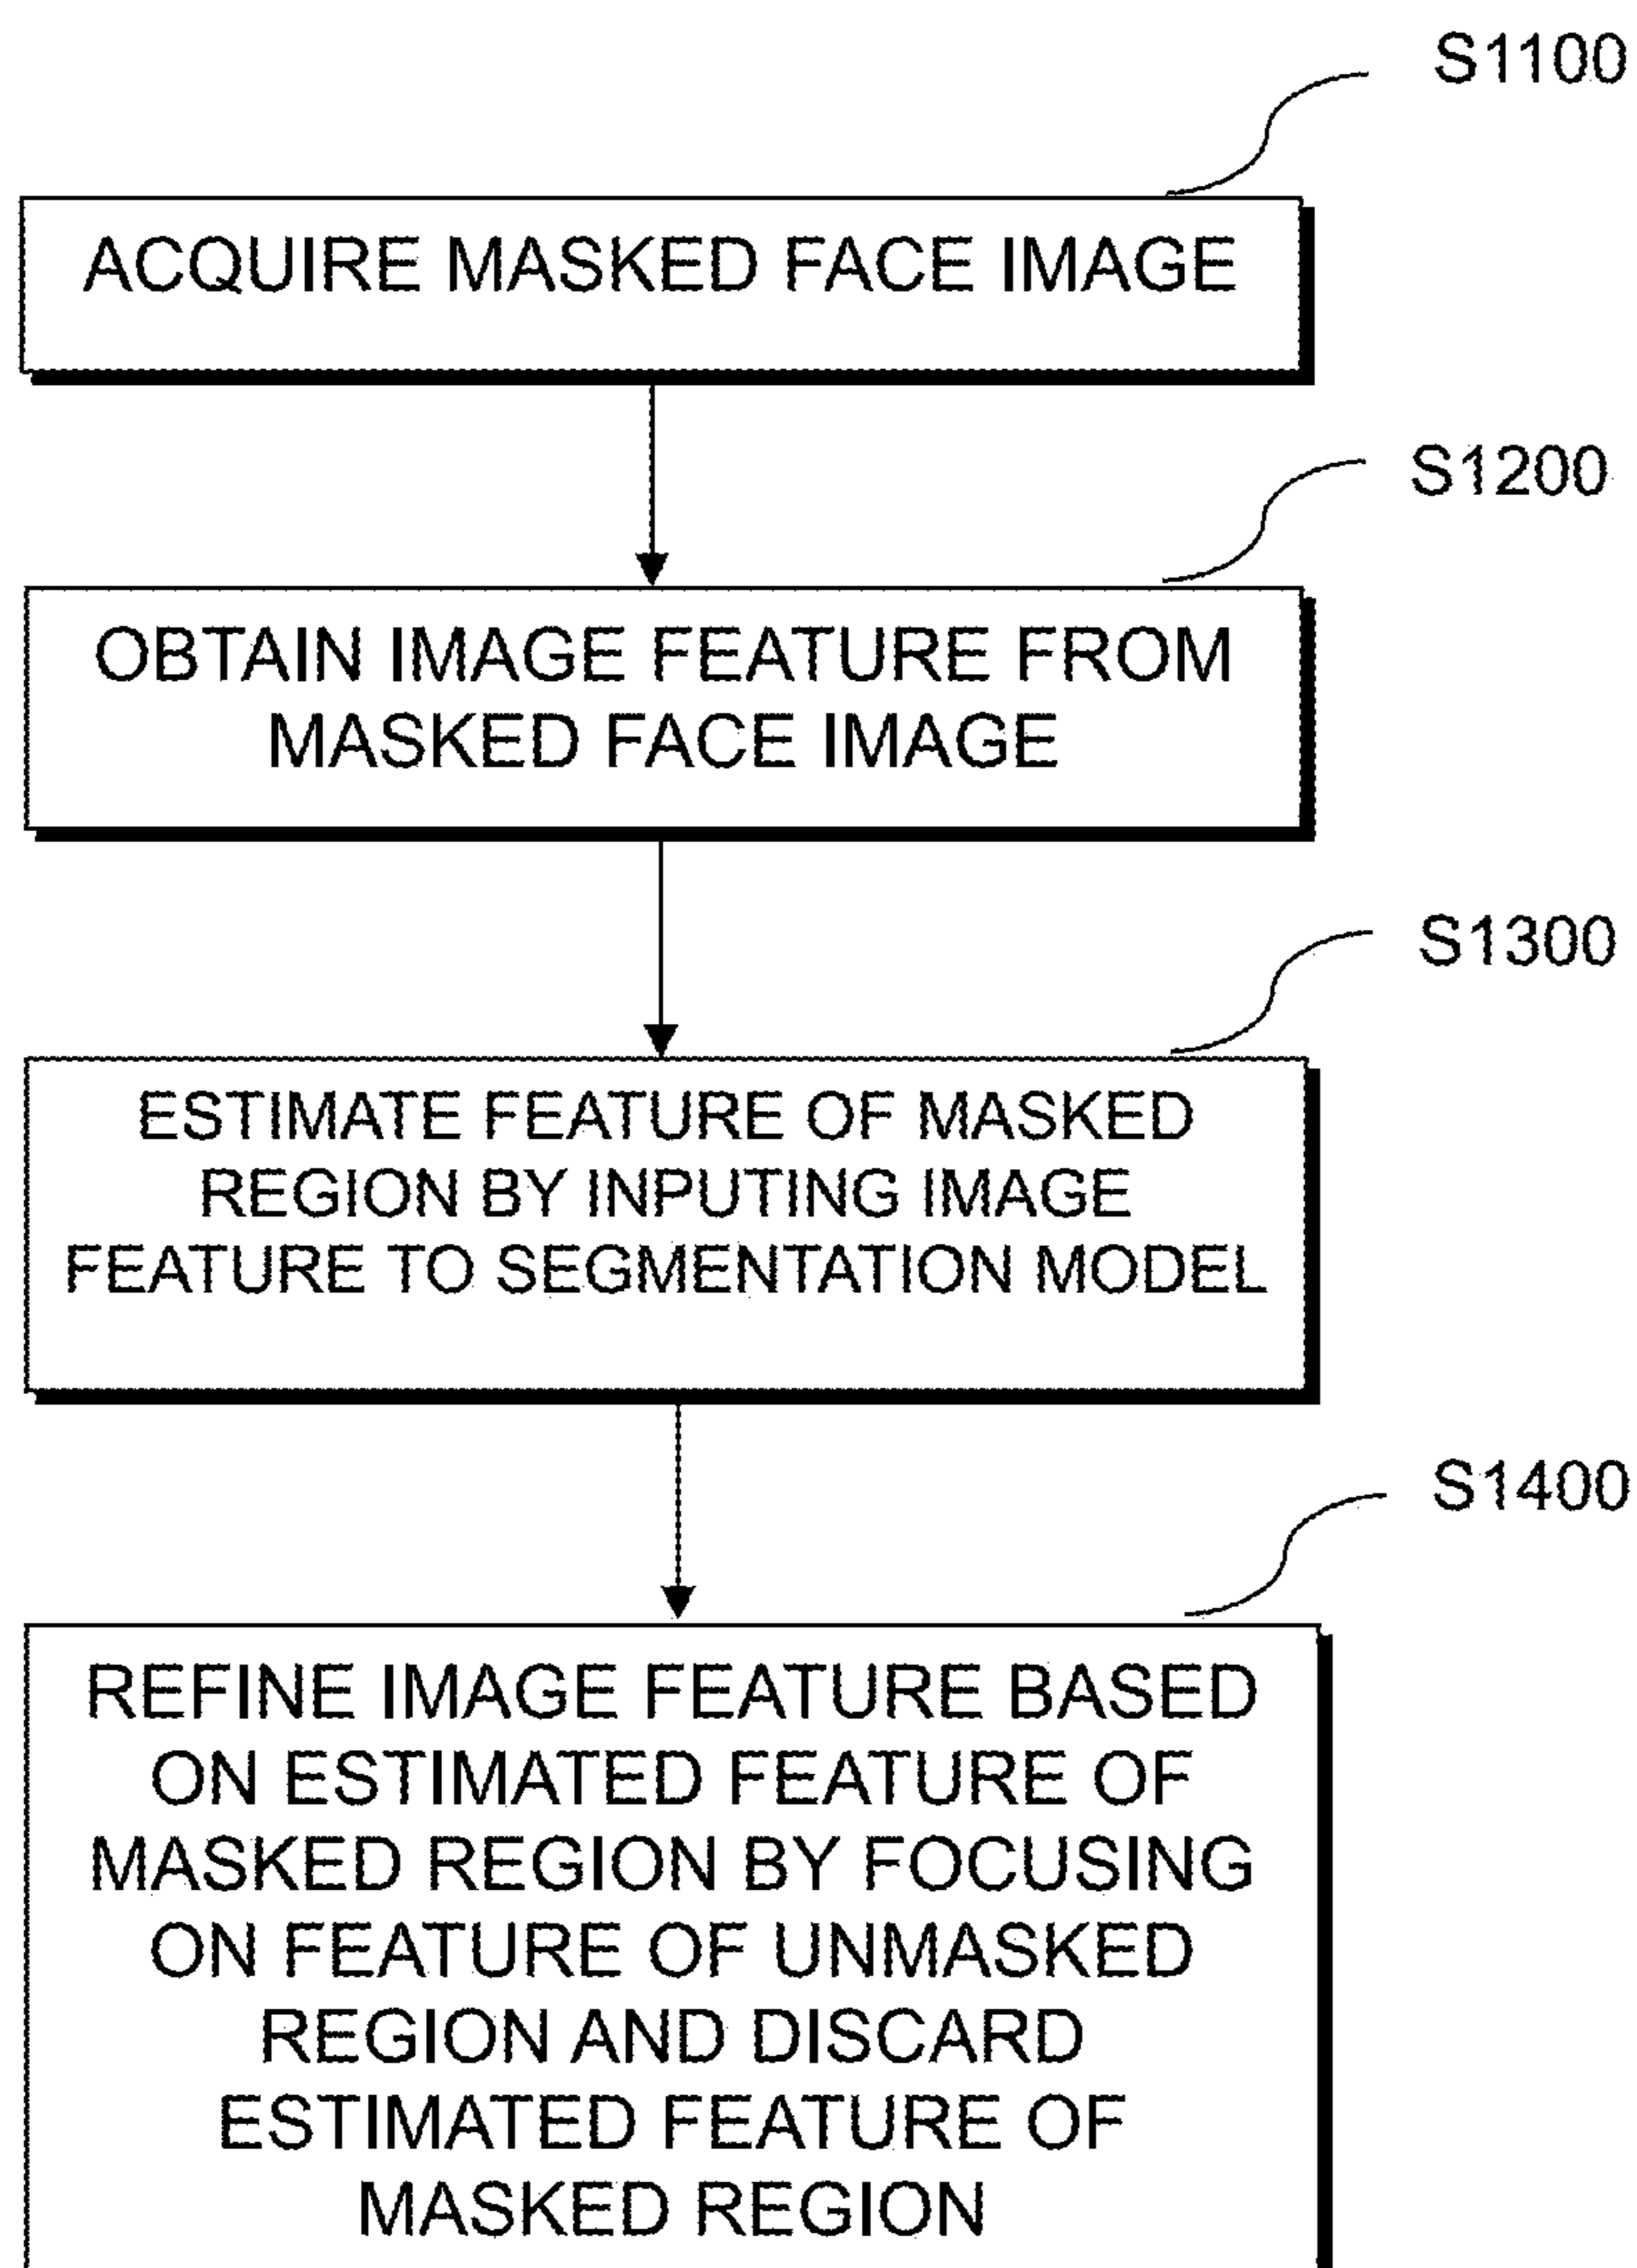 S1100
ACQUIRE MASKED FACE IMAGE
S1200
OBTAIN IMAGE FEATURE FROM
MASKED FACE IMAGE
S1300
ESTIMATE FEATURE OF MASKED
REGION BY INPUTING IMAGE
FEATURE TO SEGMENTATION MODEL
S1400
REFINE IMAGE FEATURE BASED
ON ESTIMATED FEATURE OF
MASKED REGION BY FOCUSING
ON FEATURE OF UNMASKED
REGION AND DISCARD
ESTIMATED FEATURE OF
MASKED REGION